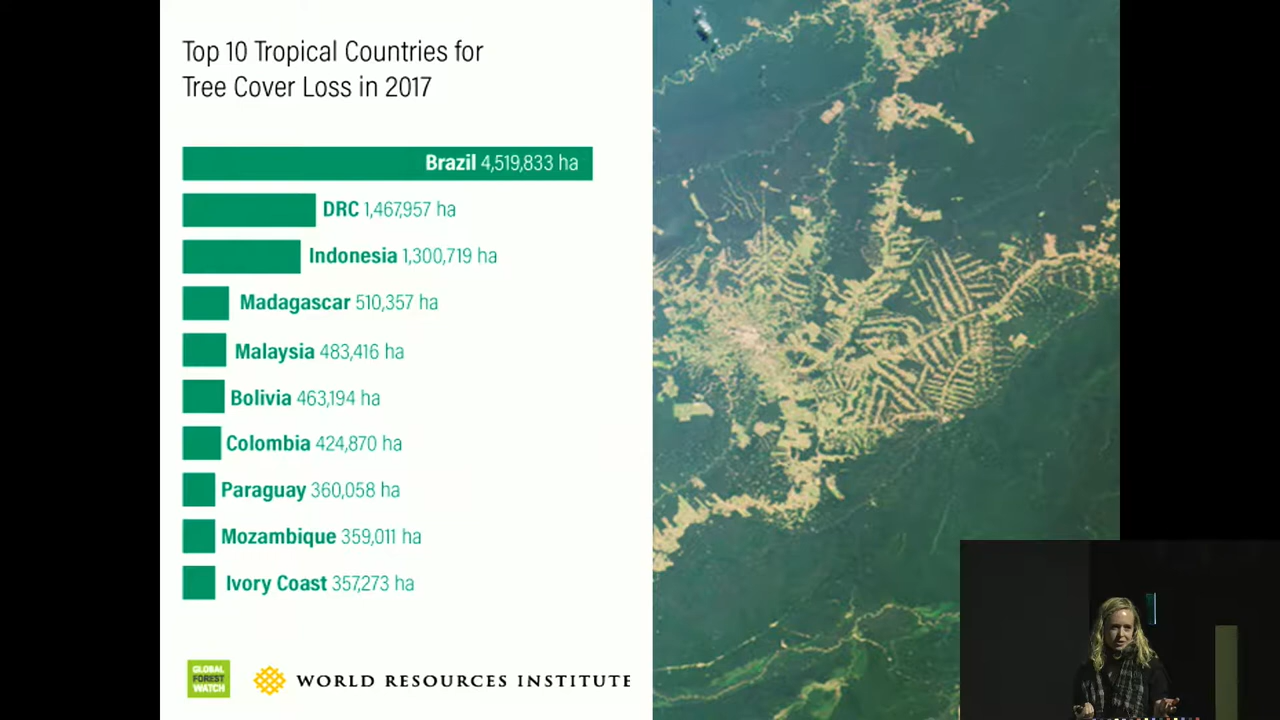 Top 10 Tropical Countries for
Tree Cover Loss in 2017
Brazil 4,519,833 ha
DRC 1,467,957 ha
Indonesia 1,300,719 ha
Madagascar 510,357 ha
Malaysia 483,416 ha
Bolivia 463,194 ha
Colombia 424,870 ha
Paraguay 360,058 ha
Mozambique 359,011 ha
Ivory Coast 357,273 ha
GLOBAL
FOREST
WATCH
WORLD RESOURCES INSTITUTE